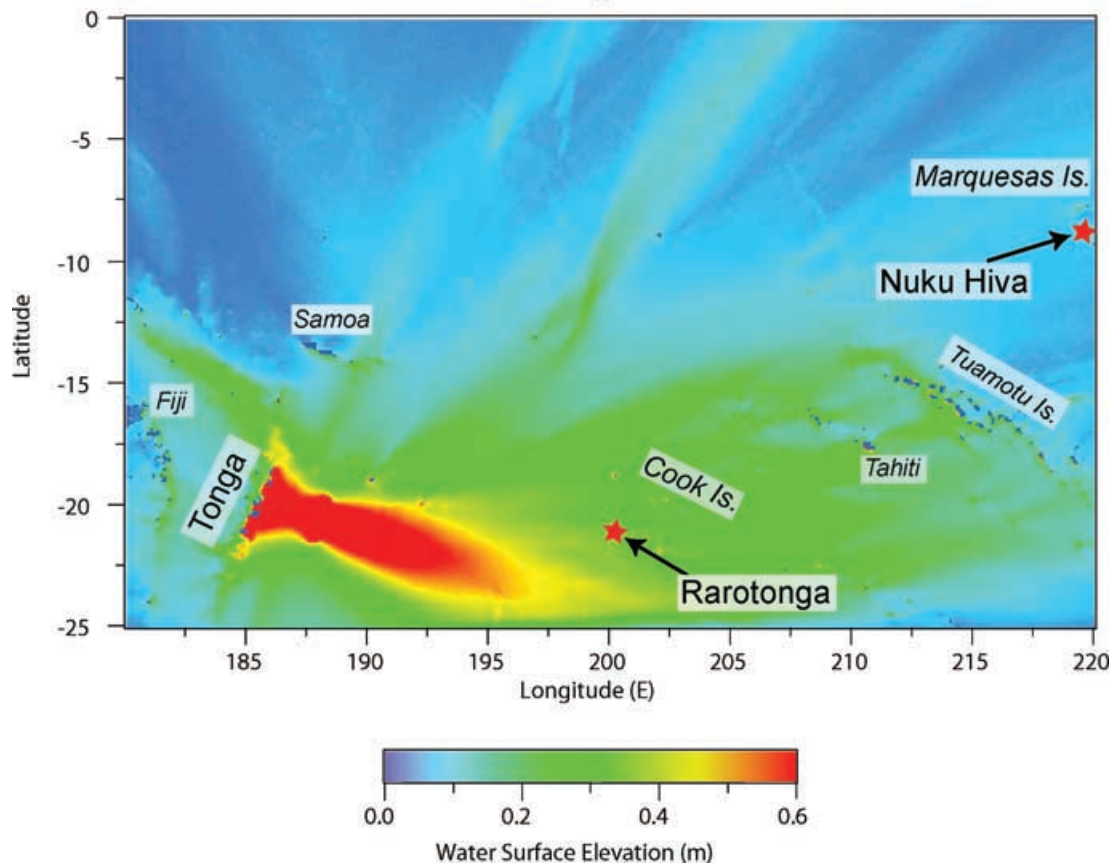 0
-5
-10
-15
-20
-25
Latitude
Marquesas Is.
Nuku Hiva
Samoa
Fiji
Tuamotu Is.
Tonga
Cook Is.
Tahiti
Rarotonga
185 190 195 200 205 210 215 220
Longitude (E)
0.0 0.2 0.4 0.6
Water Surface Elevation (m)